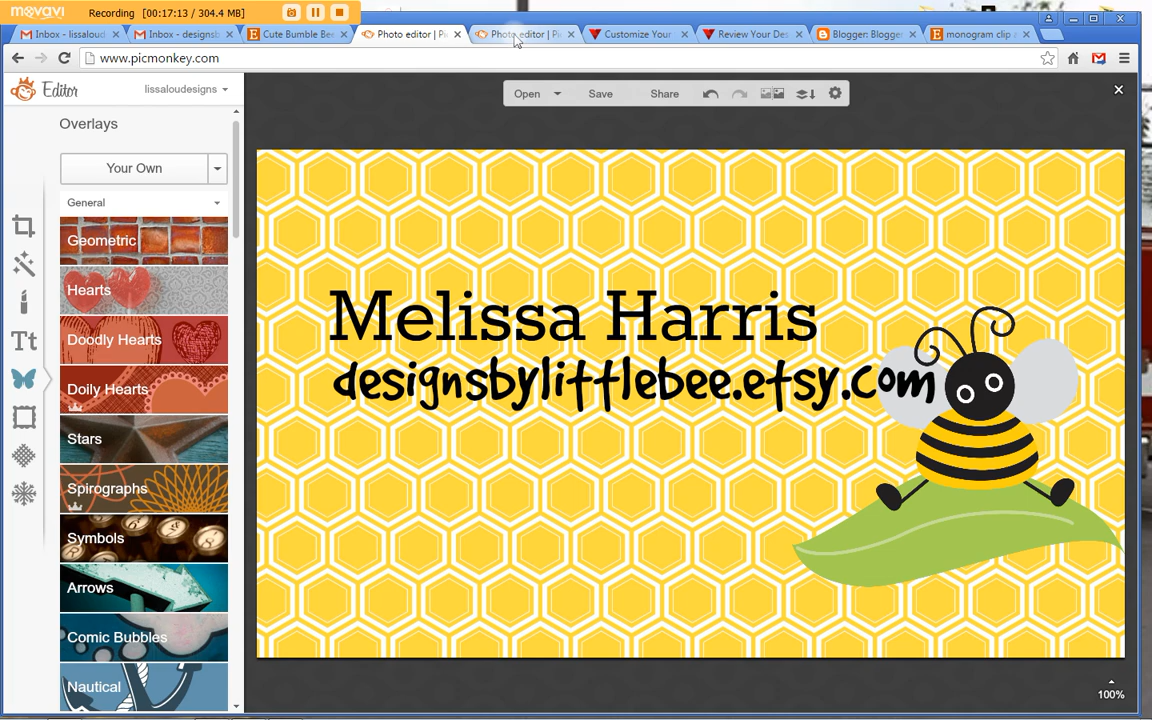 movavi Recording [00:17:13 / 304.4 MB]
Inbox - lissaloud
Inbox - designsb
Cute Bumble Bee
Photo editor | Pi
Photo editor | Pi
Customize Your
Review Your Des
Blogger: Blogger
monogram clip a
www.picmonkey.com
Editor
lissaloudesigns
Open
Save
Share
Overlays
Your Own
General
Geometric
Hearts
Doodly Hearts
Doily Hearts
Stars
Spirographs
Symbols
Arrows
Comic Bubbles
Nautical
Tt
Melissa Harris
designsbylittlebee.etsy.com
100%